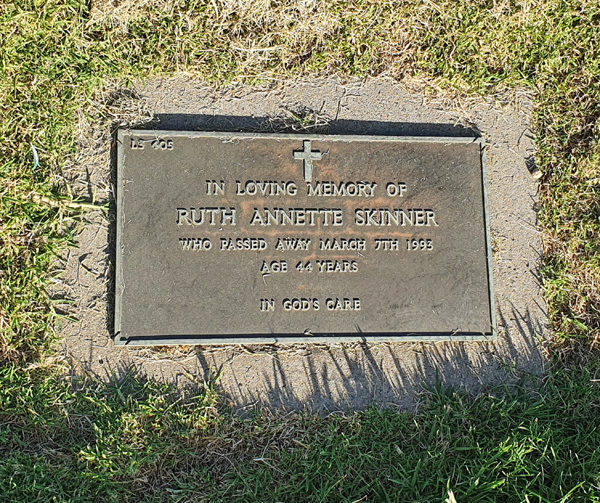 LS 405
IN LOVING MEMORY OF
RUTH ANNETTE SKINNER
WHO PASSED AWAY MARCH 7TH 1993
AGE 44 YEARS
IN GOD'S CARE